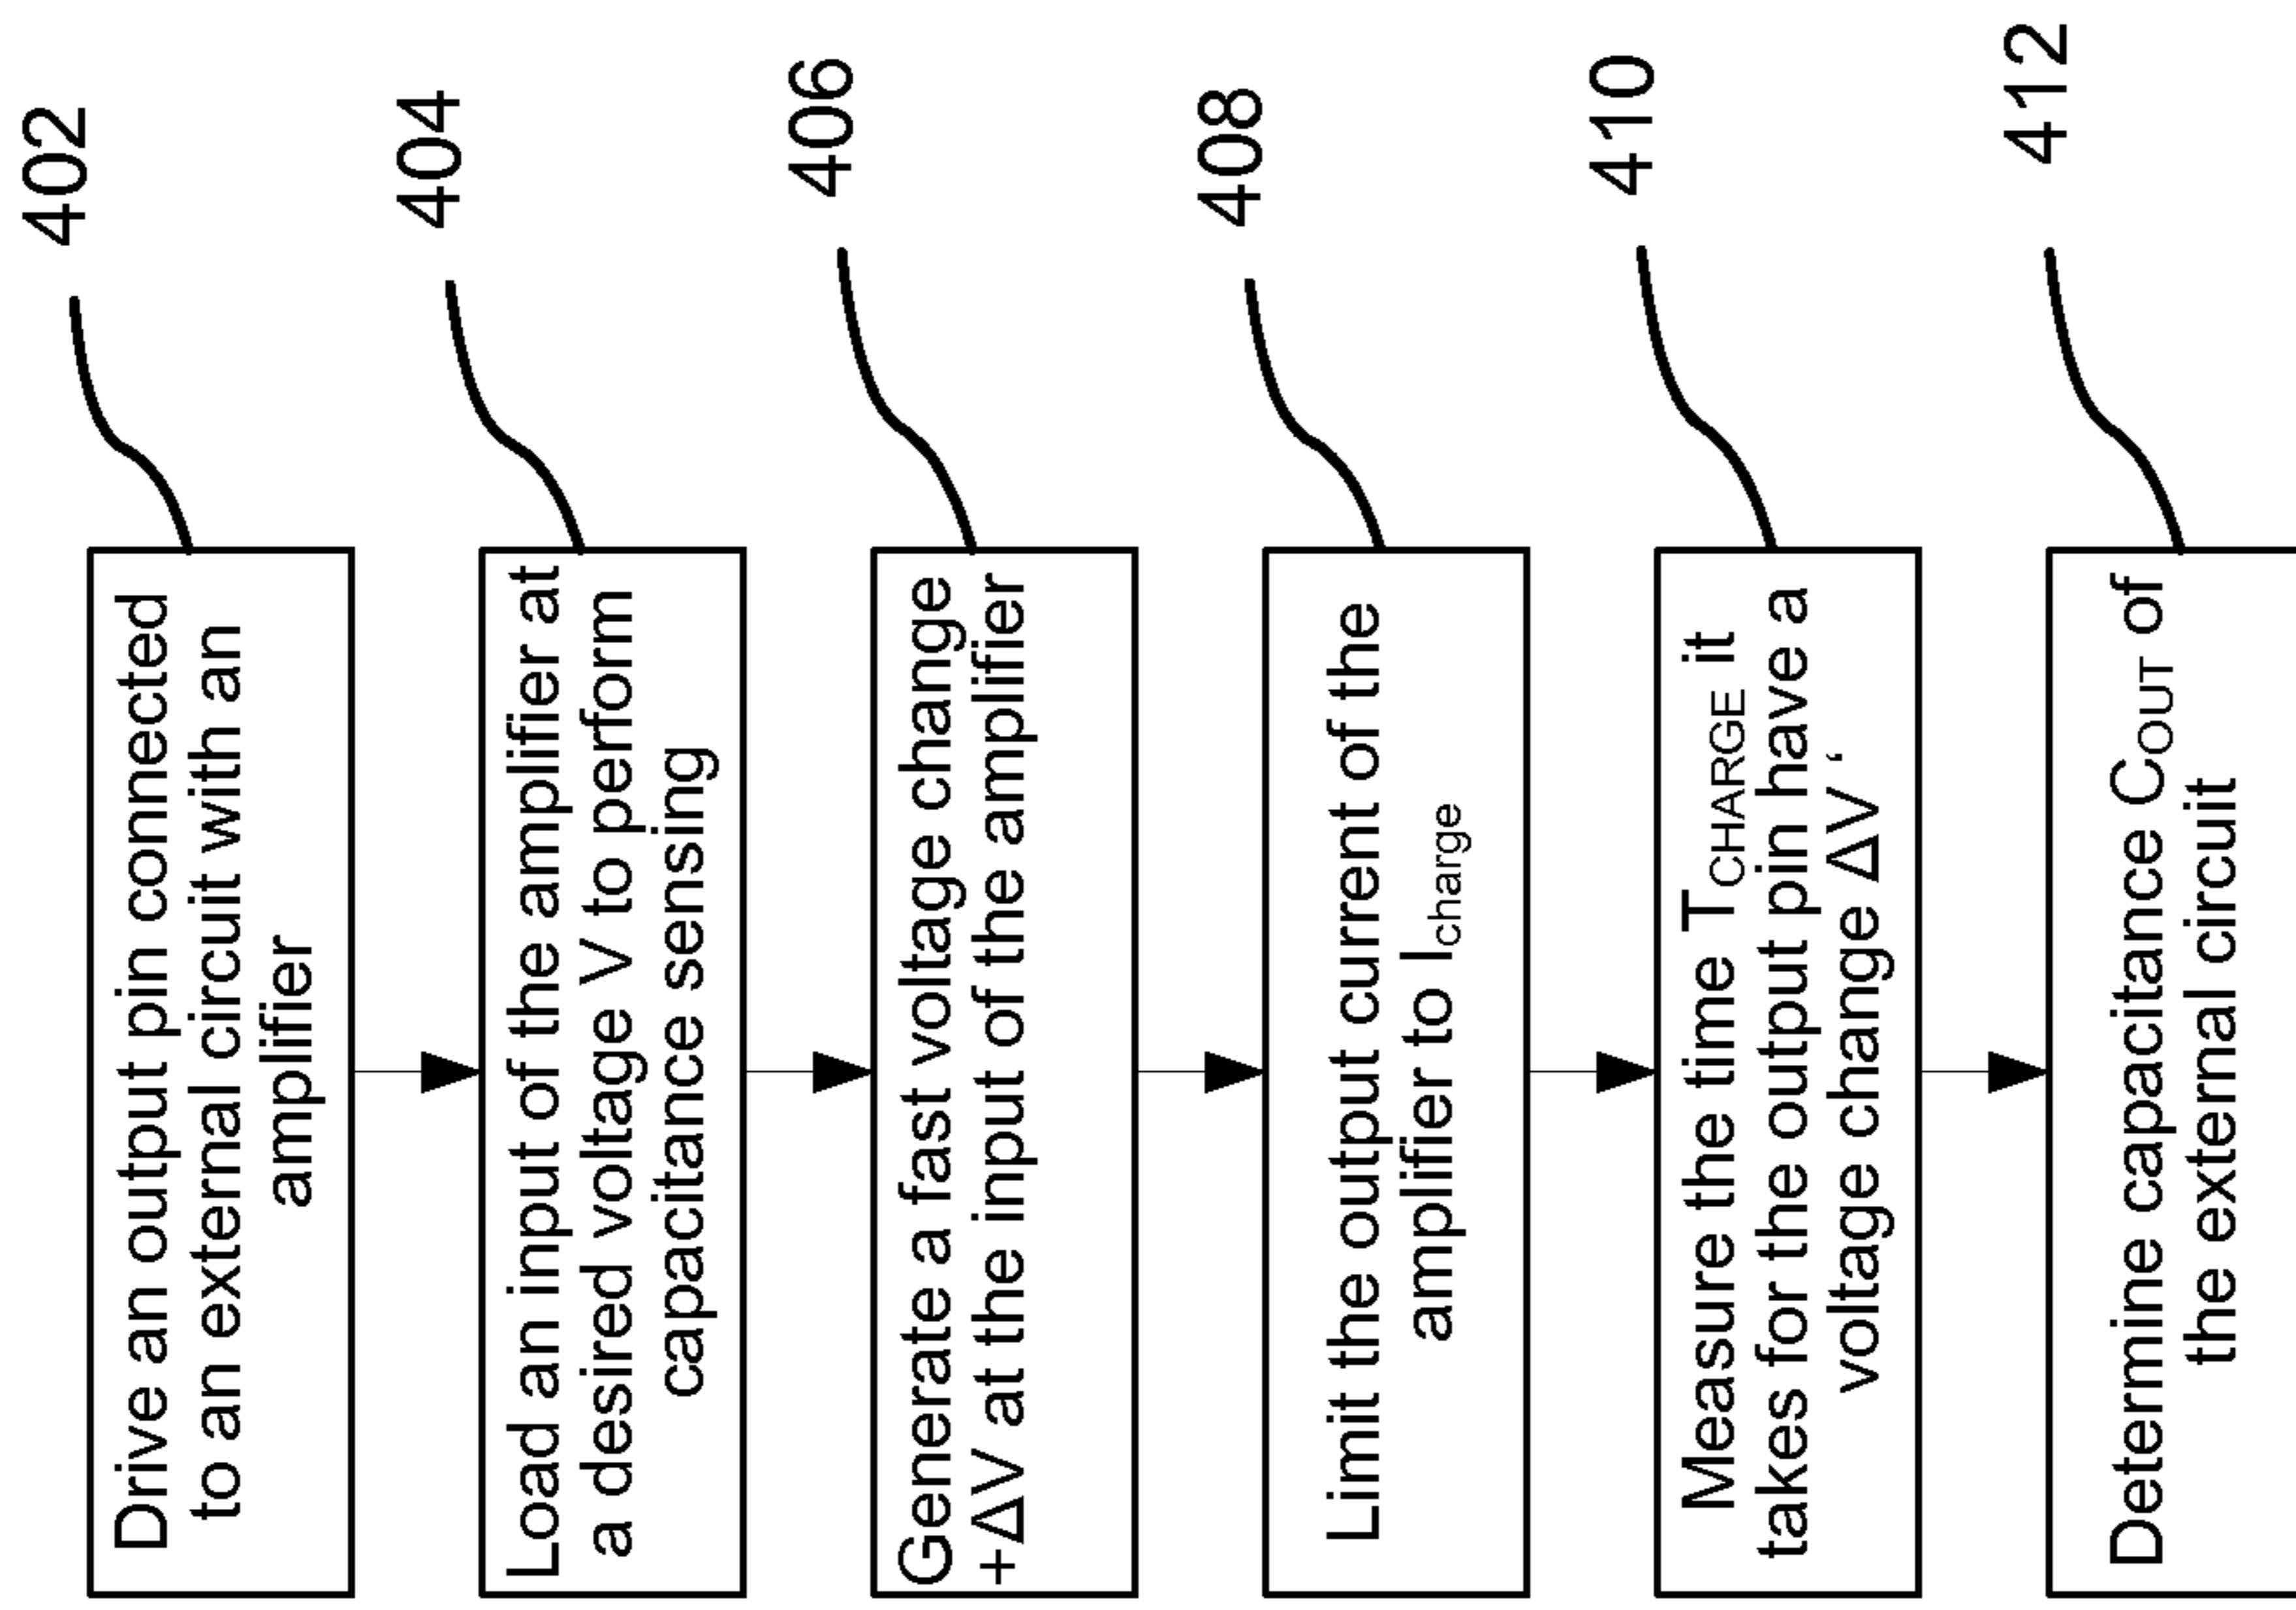 402
Drive an output pin connected
to an external circuit with an
amplifier
404
Load an input of the amplifier at
a desired voltage V to perform
capacitance sensing
406
Generate a fast voltage change
+ΔV at the input of the amplifier
408
Limit the output current of the
amplifier to Icharge
410
Measure the time TCHARGE it
takes for the output pin have a
voltage change ΔV ‘
412
Determine capacitance COUT of
the external circuit